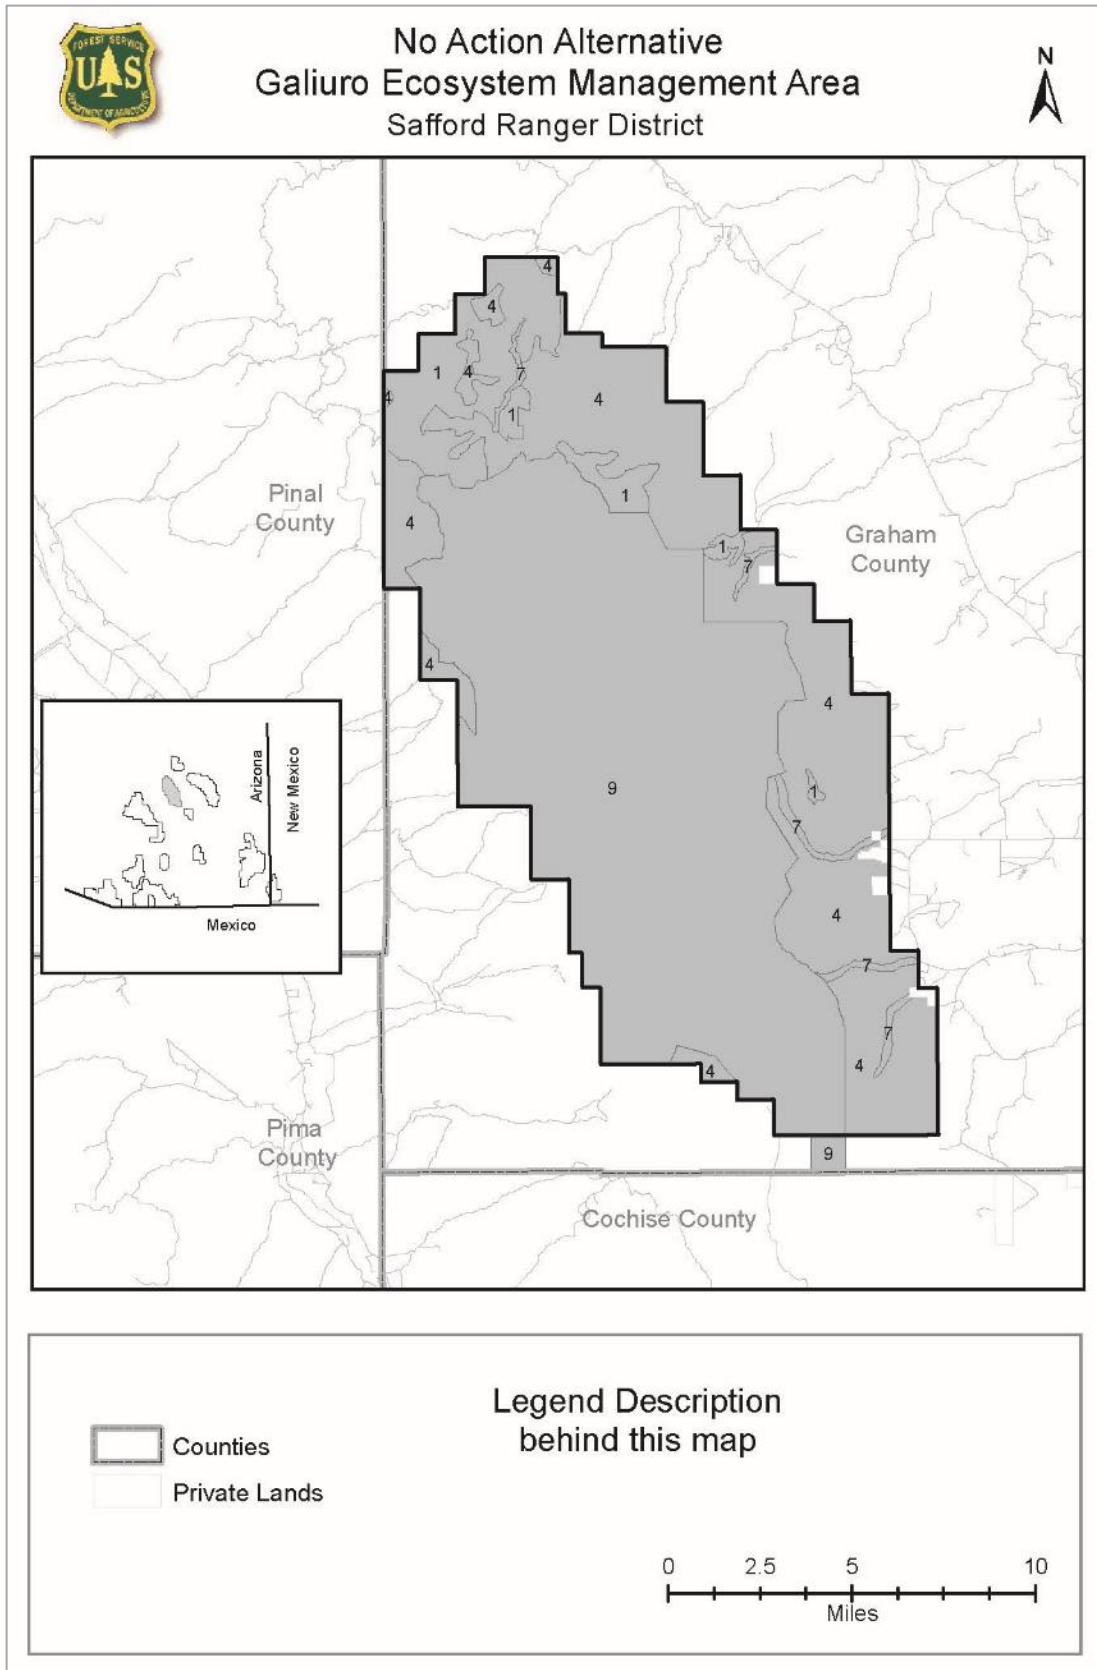 FOREST SERVICE
U S
DEPARTMENT OF AGRICULTURE
No Action Alternative
Galiuro Ecosystem Management Area
Safford Ranger District
N
4
4
1
4
7
4
4
1
1
4
1
7
4
4
9
1
7
4
7
7
4
4
9
Pinal
County
Graham
County
Arizona
New Mexico
Mexico
Pima
County
Cochise County
Legend Description
behind this map
Counties
Private Lands
0 2.5 5 10
Miles